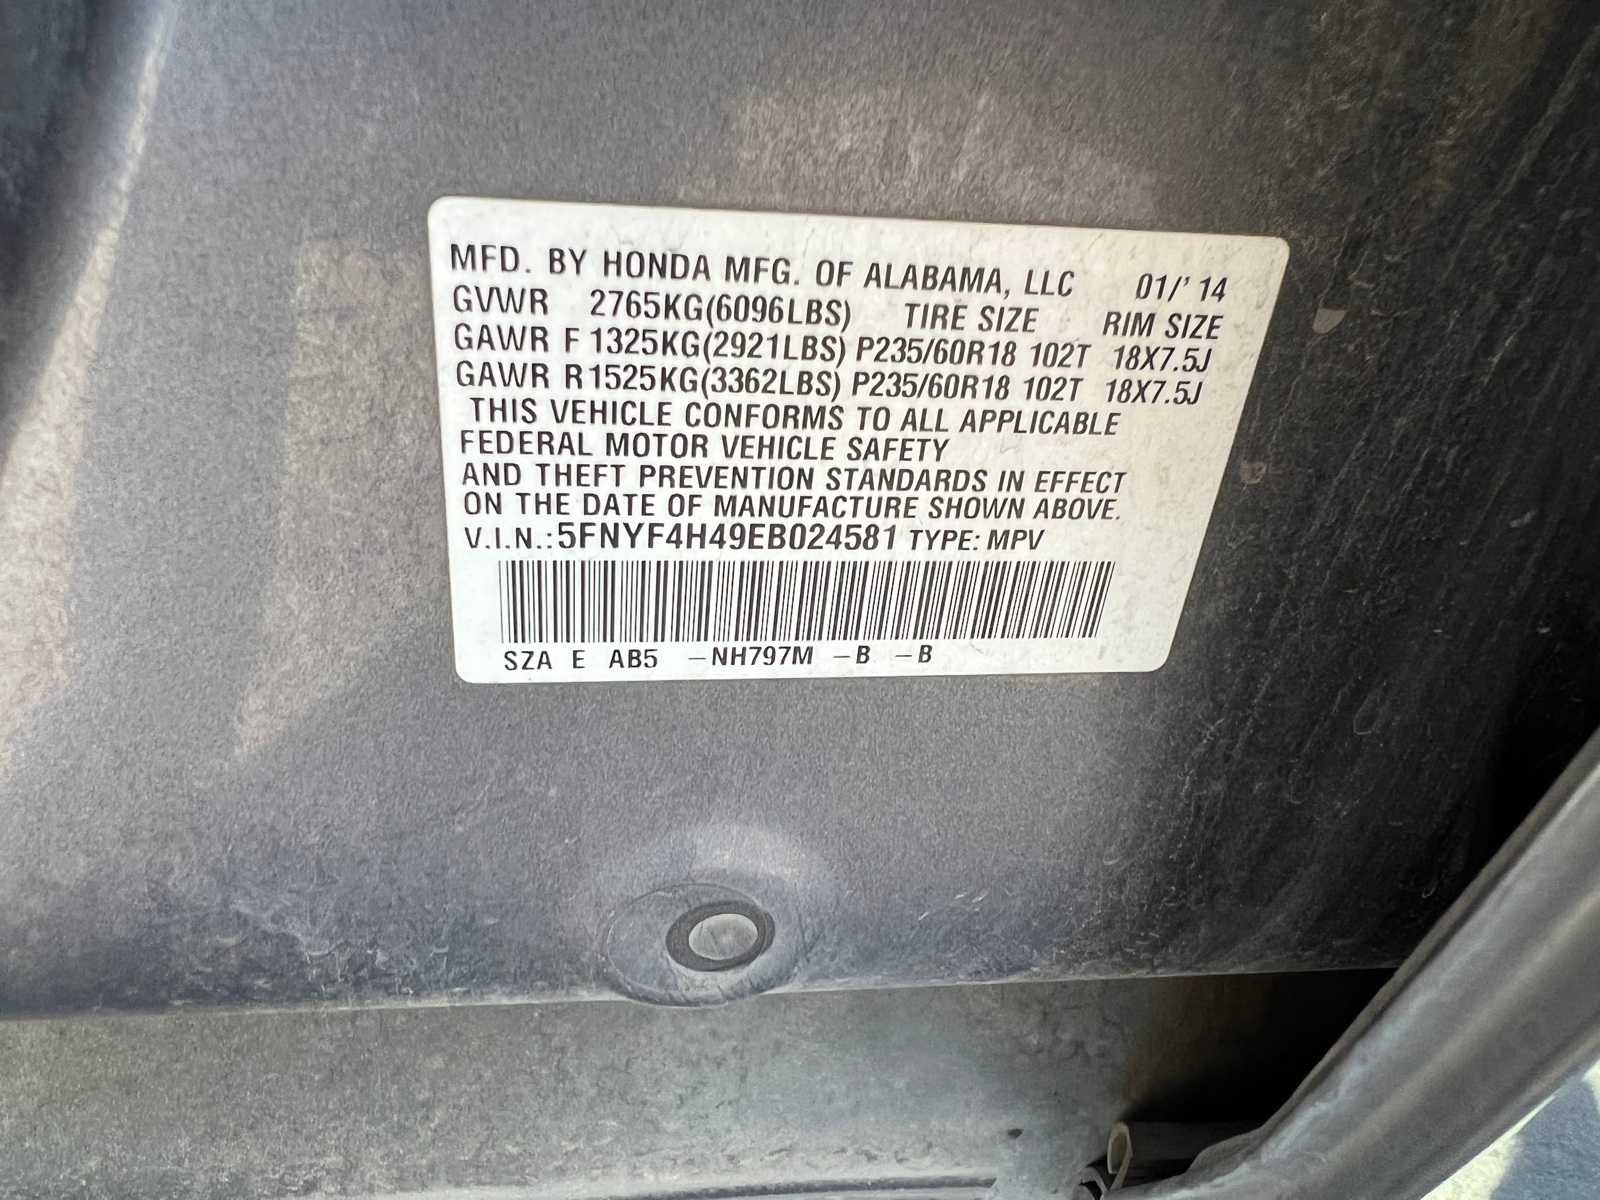 MFD. BY HONDA MFG. OF ALABAMA, LLC 01/'14
GVWR 2765KG(6096LBS) TIRE SIZE RIM SIZE
GAWR F 1325KG(2921LBS) P235/60R18 102T 18X7.5J
GAWR R1525KG(3362LBS) P235/60R18 102T 18X7.5J
THIS VEHICLE CONFORMS TO ALL APPLICABLE
FEDERAL MOTOR VEHICLE SAFETY
AND THEFT PREVENTION STANDARDS IN EFFECT
ON THE DATE OF MANUFACTURE SHOWN ABOVE.
V.I.N.:5FNYF4H49EB024581 TYPE: MPV
SZA E AB5 -NH797M -B -B